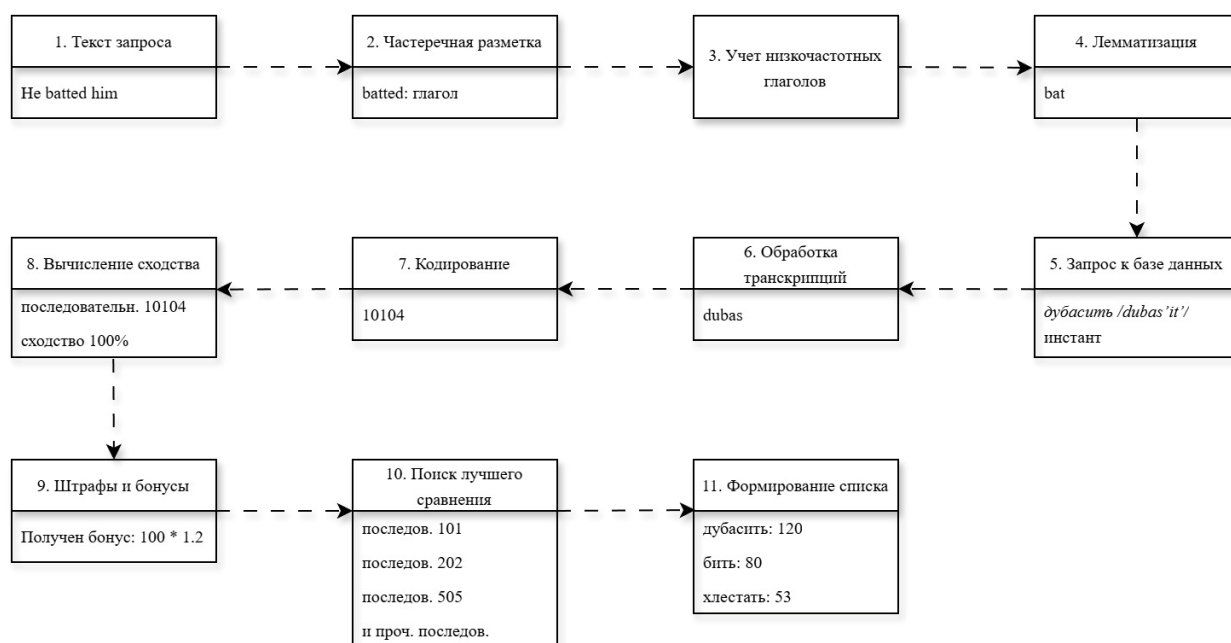 1. Текст запроса
Не batted him
2. Частеречная разметка
batted: глагол
3. Учет низкочастотных
глаголов
4. Лемматизация
bat
5. Запрос к базе данных
дубасить /dubas’it’/
инстант
6. Обработка
транскрипций
dubas
7. Кодирование
10104
8. Вычисление сходства
последовательн. 10104
сходство 100%
9. Штрафы и бонусы
Получен бонус: 100 * 1.2
10. Поиск лучшего
сравнения
последов. 101
последов. 202
последов. 505
и проч. последов.
11. Формирование списка
дубасить: 120
бить: 80
хлестать: 53